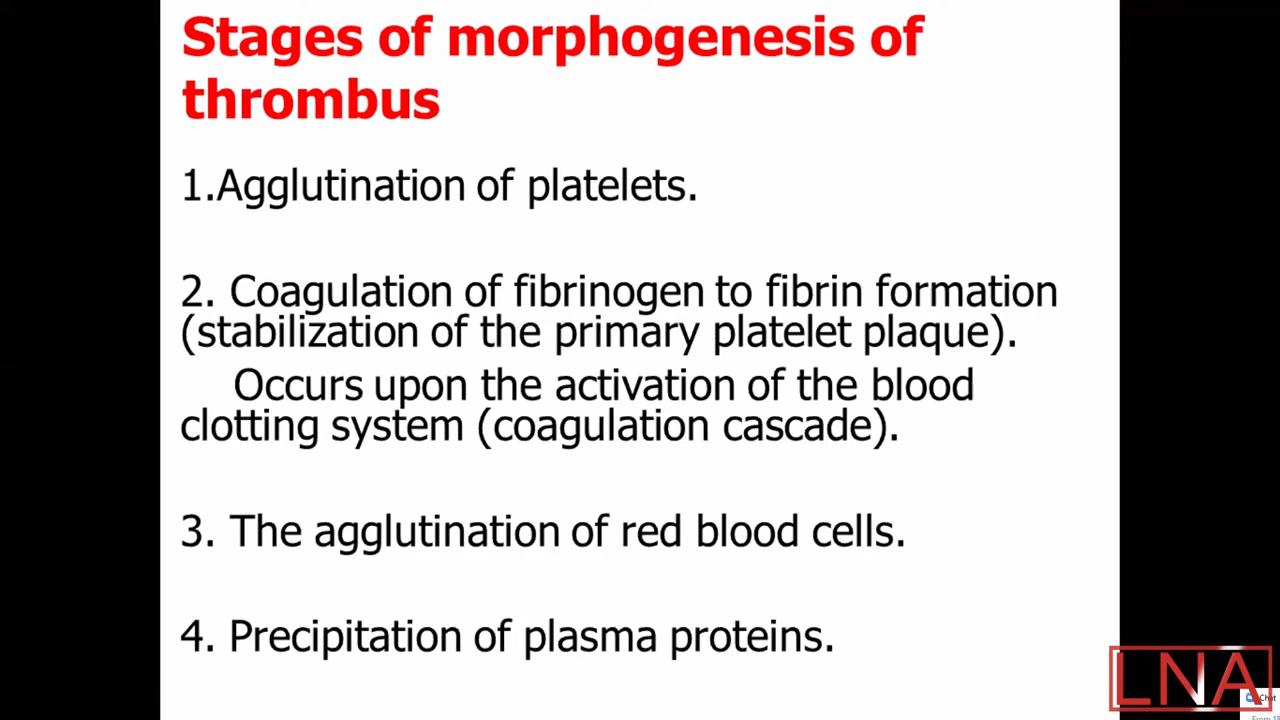 Stages of morphogenesis of
thrombus
1.Agglutination of platelets.
2. Coagulation of fibrinogen to fibrin formation
(stabilization of the primary platelet plaque).
Occurs upon the activation of the blood
clotting system (coagulation cascade).
3. The agglutination of red blood cells.
4. Precipitation of plasma proteins.
LNA
Chat